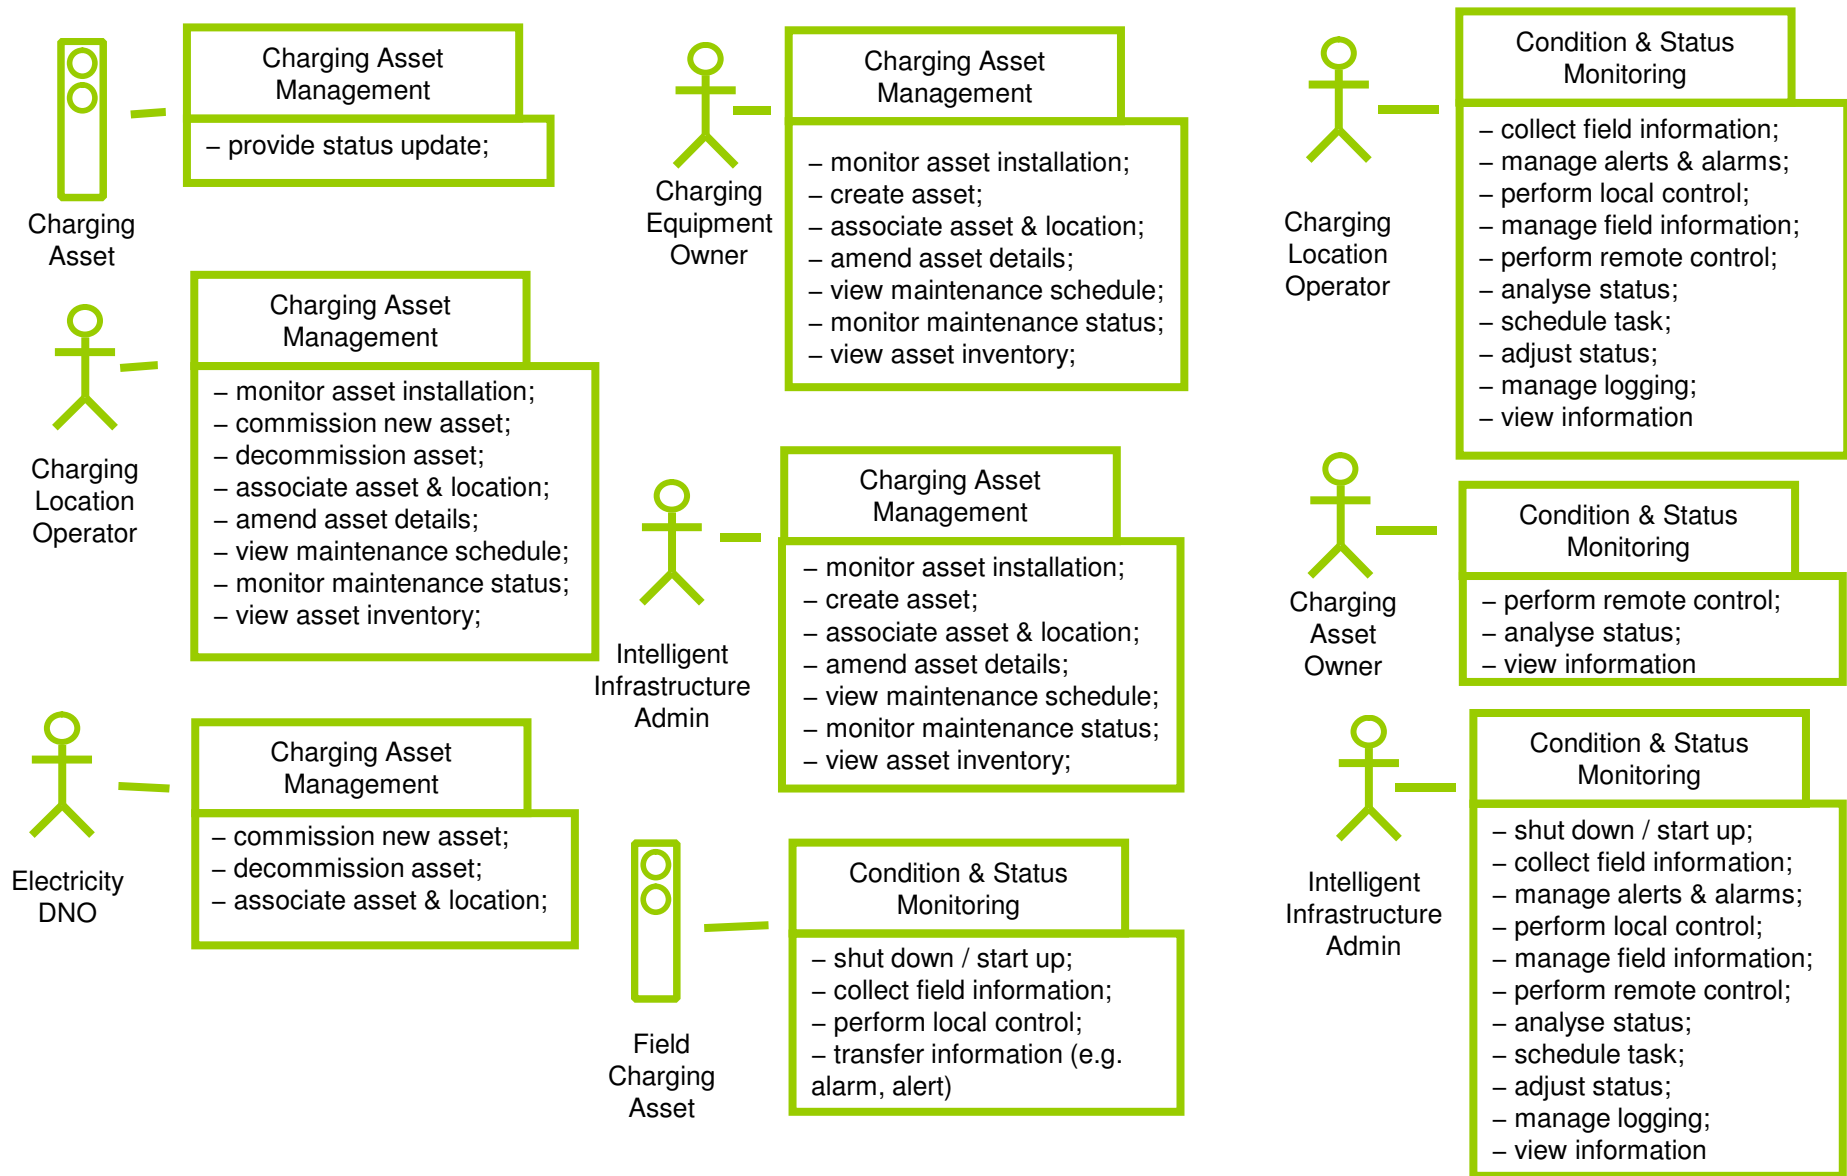 Charging Asset
Management
– provide status update;
Charging
Asset
Charging Asset
Management
– monitor asset installation;
– commission new asset;
– decommission asset;
– associate asset & location;
– amend asset details;
– view maintenance schedule;
– monitor maintenance status;
– view asset inventory;
Charging
Location
Operator
Charging Asset
Management
– commission new asset;
– decommission asset;
– associate asset & location;
Electricity
DNO
Charging Asset
Management
– monitor asset installation;
– create asset;
– associate asset & location;
– amend asset details;
– view maintenance schedule;
– monitor maintenance status;
– view asset inventory;
Charging
Equipment
Owner
Charging Asset
Management
– monitor asset installation;
– create asset;
– associate asset & location;
– amend asset details;
– view maintenance schedule;
– monitor maintenance status;
– view asset inventory;
Intelligent
Infrastructure
Admin
Condition & Status
Monitoring
– shut down / start up;
– collect field information;
– perform local control;
– transfer information (e.g.
alarm, alert)
Field
Charging
Asset
Condition & Status
Monitoring
– collect field information;
– manage alerts & alarms;
– perform local control;
– manage field information;
– perform remote control;
– analyse status;
– schedule task;
– adjust status;
– manage logging;
– view information
Charging
Location
Operator
Condition & Status
Monitoring
– perform remote control;
– analyse status;
– view information
Charging
Asset
Owner
Condition & Status
Monitoring
– shut down / start up;
– collect field information;
– manage alerts & alarms;
– perform local control;
– manage field information;
– perform remote control;
– analyse status;
– schedule task;
– adjust status;
– manage logging;
– view information
Intelligent
Infrastructure
Admin